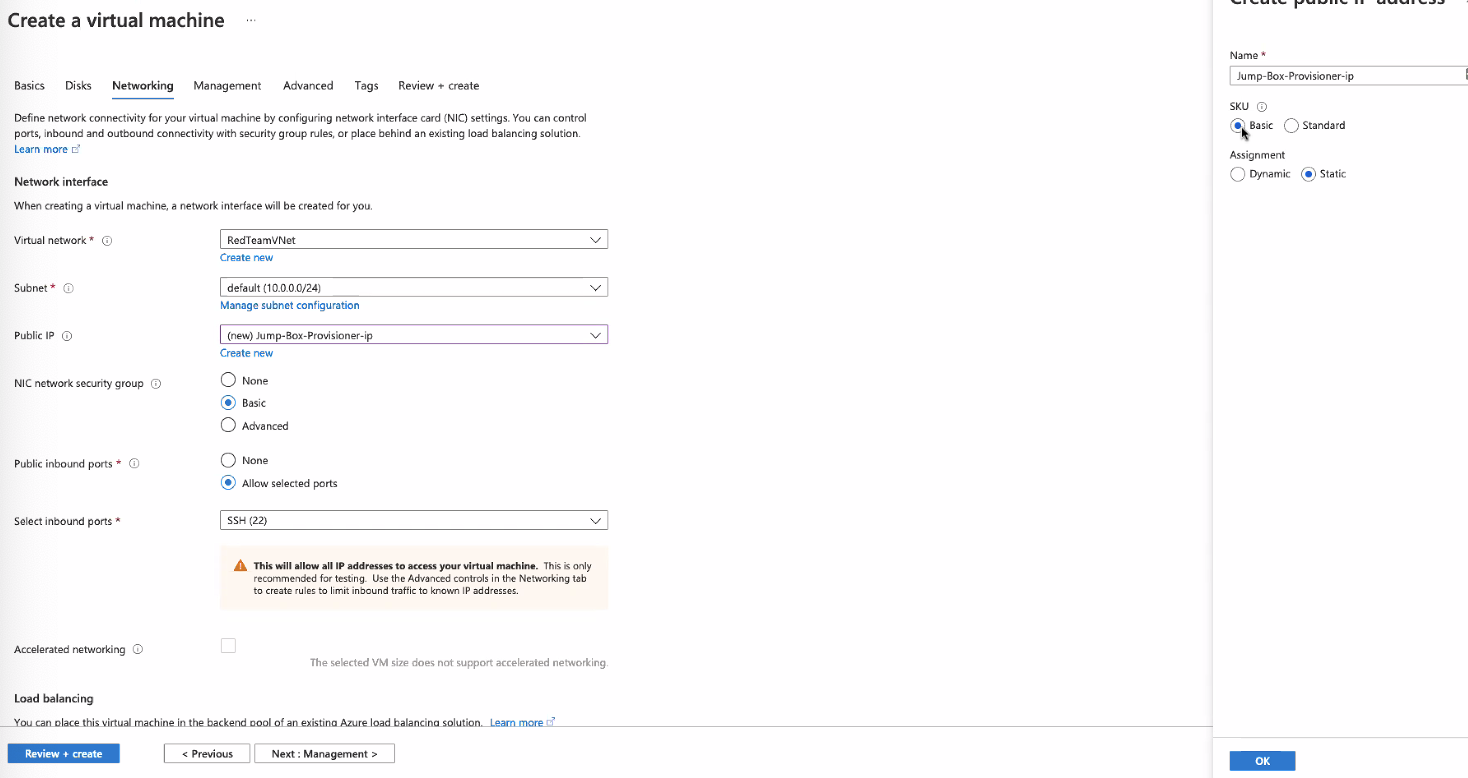 Create a virtual machine ...
Basics Disks Networking Management Advanced Tags Review + create
Define network connectivity for your virtual machine by configuring network interface card (NIC) settings. You can control
ports, inbound and outbound connectivity with security group rules, or place behind an existing load balancing solution.
Learn more
Network interface
When creating a virtual machine, a network interface will be created for you.
Virtual network *
RedTeamVNet
Create new
Subnet *
default (10.0.0.0/24)
Manage subnet configuration
Public IP
(new) Jump-Box-Provisioner-ip
Create new
NIC network security group
None
Basic
Advanced
Public inbound ports *
None
Allow selected ports
Select inbound ports *
SSH (22)
This will allow all IP addresses to access your virtual machine. This is only
recommended for testing. Use the Advanced controls in the Networking tab
to create rules to limit inbound traffic to known IP addresses.
Accelerated networking
The selected VM size does not support accelerated networking.
Load balancing
You can place this virtual machine in the backend pool of an existing Azure load balancing solution. Learn more
Review + create
< Previous
Next : Management >
Create public IP address
Name *
Jump-Box-Provisioner-ip
SKU
Basic Standard
Assignment
Dynamic Static
OK